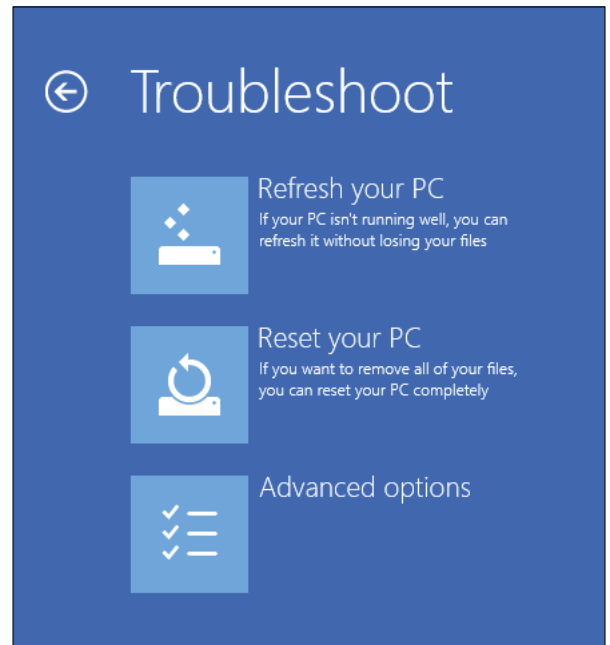 Troubleshoot
Refresh your PC
If your PC isn't running well, you can
refresh it without losing your files
Reset your PC
If you want to remove all of your files,
you can reset your PC completely
Advanced options